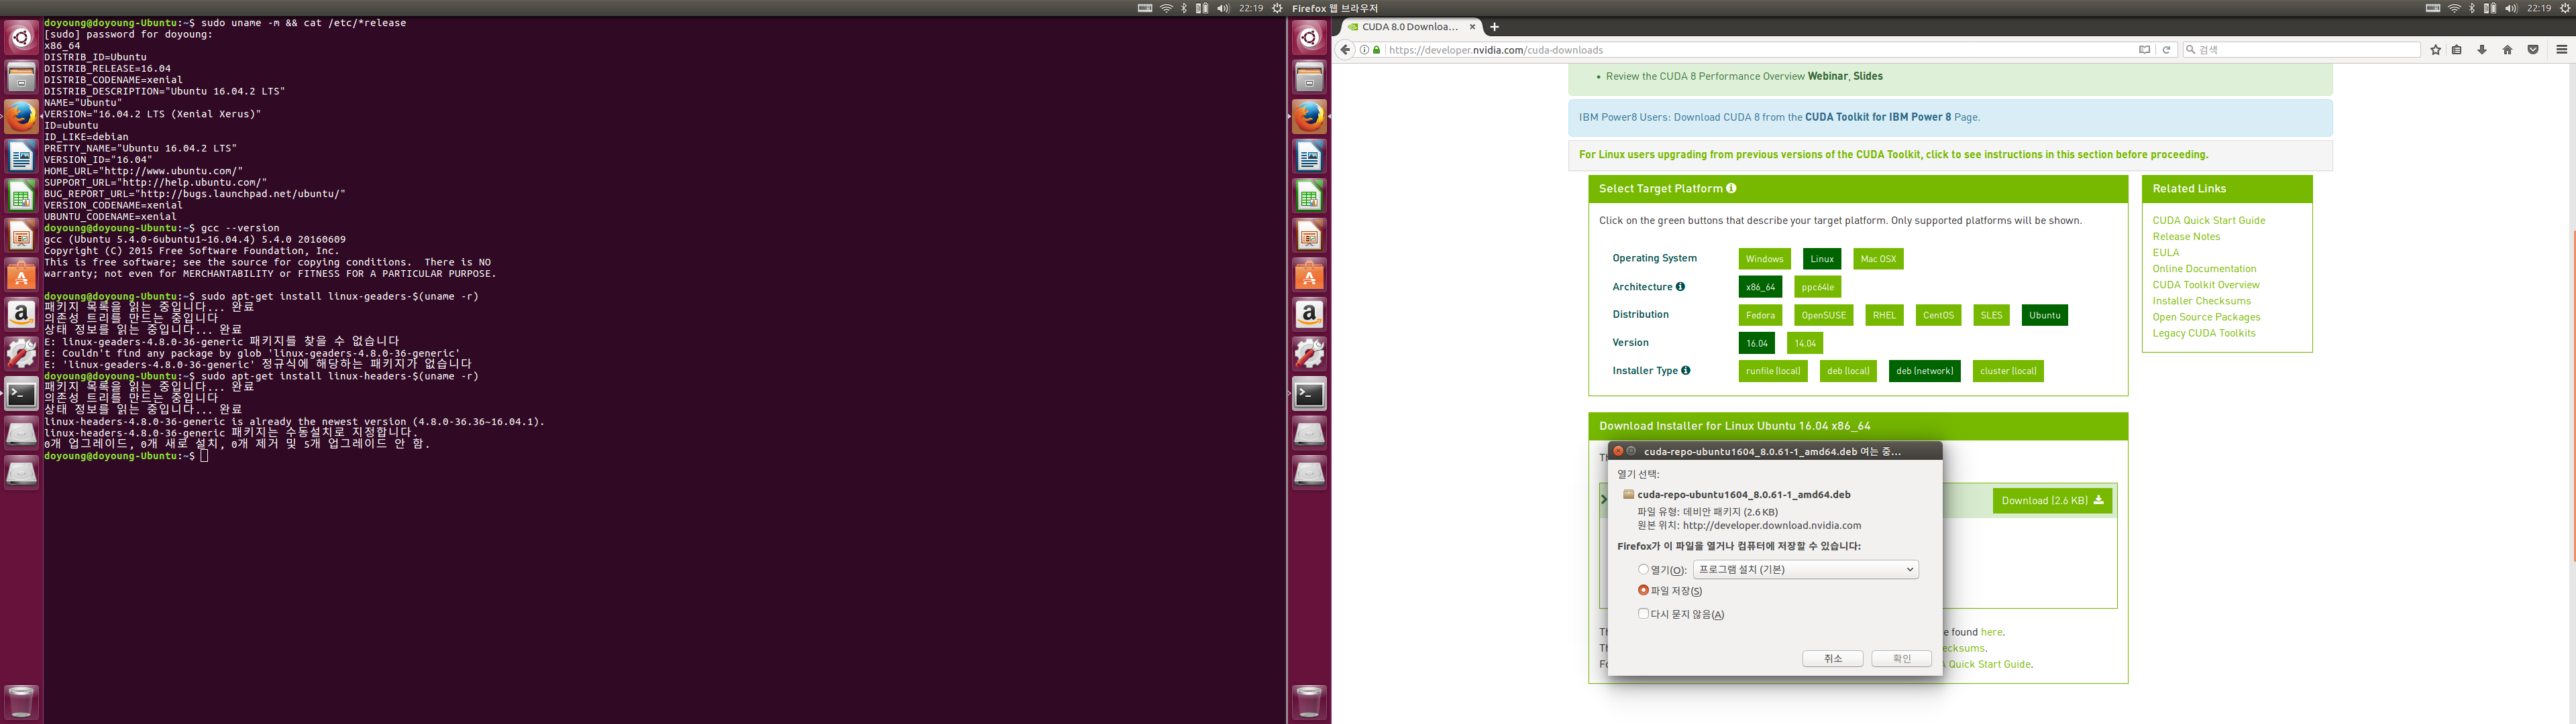 22:19
doyoung@doyoung-Ubuntu:~$ sudo uname -m && cat /etc/*release
[sudo] password for doyoung:
x86_64
DISTRIB_ID=Ubuntu
DISTRIB_RELEASE=16.04
DISTRIB_CODENAME=xenial
DISTRIB_DESCRIPTION="Ubuntu 16.04.2 LTS"
NAME="Ubuntu"
VERSION="16.04.2 LTS (Xenial Xerus)"
ID=ubuntu
ID_LIKE=debian
PRETTY_NAME="Ubuntu 16.04.2 LTS"
VERSION_ID="16.04"
HOME_URL="http://www.ubuntu.com/"
SUPPORT_URL="http://help.ubuntu.com/"
BUG_REPORT_URL="http://bugs.launchpad.net/ubuntu/"
VERSION_CODENAME=xenial
UBUNTU_CODENAME=xenial
doyoung@doyoung-Ubuntu:~$ gcc --version
gcc (Ubuntu 5.4.0-6ubuntu1~16.04.4) 5.4.0 20160609
Copyright (C) 2015 Free Software Foundation, Inc.
This is free software; see the source for copying conditions.  There is NO
warranty; not even for MERCHANTABILITY or FITNESS FOR A PARTICULAR PURPOSE.
doyoung@doyoung-Ubuntu:~$ sudo apt-get install linux-geaders-$(uname -r)
패키지 목록을 읽는 중입니다... 완료
의존성 트리를 만드는 중입니다
상태 정보를 읽는 중입니다... 완료
E: linux-geaders-4.8.0-36-generic 패키지를 찾을 수 없습니다
E: Couldn't find any package by glob 'linux-geaders-4.8.0-36-generic'
E: 'linux-geaders-4.8.0-36-generic' 정규식에 해당하는 패키지가 없습니다
doyoung@doyoung-Ubuntu:~$ sudo apt-get install linux-headers-$(uname -r)
패키지 목록을 읽는 중입니다... 완료
의존성 트리를 만드는 중입니다
상태 정보를 읽는 중입니다... 완료
linux-headers-4.8.0-36-generic is already the newest version (4.8.0-36.36~16.04.1).
linux-headers-4.8.0-36-generic 패키지는 수동설치로 지정합니다.
0개 업그레이드, 0개 새로 설치, 0개 제거 및 5개 업그레이드 안 함.
doyoung@doyoung-Ubuntu:~$
Firefox 웹 브라우저
22:19
CUDA 8.0 Downloa...
https://developer.nvidia.com/cuda-downloads
검색
• Review the CUDA 8 Performance Overview Webinar, Slides
IBM Power8 Users: Download CUDA 8 from the CUDA Toolkit for IBM Power 8 Page.
For Linux users upgrading from previous versions of the CUDA Toolkit, click to see instructions in this section before proceeding.
Select Target Platform
Click on the green buttons that describe your target platform. Only supported platforms will be shown.
Operating System Windows Linux Mac OSX
Architecture x86_64 ppc64le
Distribution Fedora OpenSUSE RHEL CentOS SLES Ubuntu
Version 16.04 14.04
Installer Type runfile (local) deb (local) deb (network) cluster (local)
Related Links
CUDA Quick Start Guide
Release Notes
EULA
Online Documentation
CUDA Toolkit Overview
Installer Checksums
Open Source Packages
Legacy CUDA Toolkits
Download Installer for Linux Ubuntu 16.04 x86_64
Download (2.6 KB)
cuda-repo-ubuntu1604_8.0.61-1_amd64.deb 여는 중...
열기 선택:
cuda-repo-ubuntu1604_8.0.61-1_amd64.deb
파일 유형: 데비안 패키지 (2.6 KB)
원본 위치: http://developer.download.nvidia.com
Firefox가 이 파일을 열거나 컴퓨터에 저장할 수 있습니다:
열기(O): 프로그램 설치 (기본)
파일 저장(S)
다시 묻지 않음(A)
취소 확인
e found here.
ecksums.
Quick Start Guide.